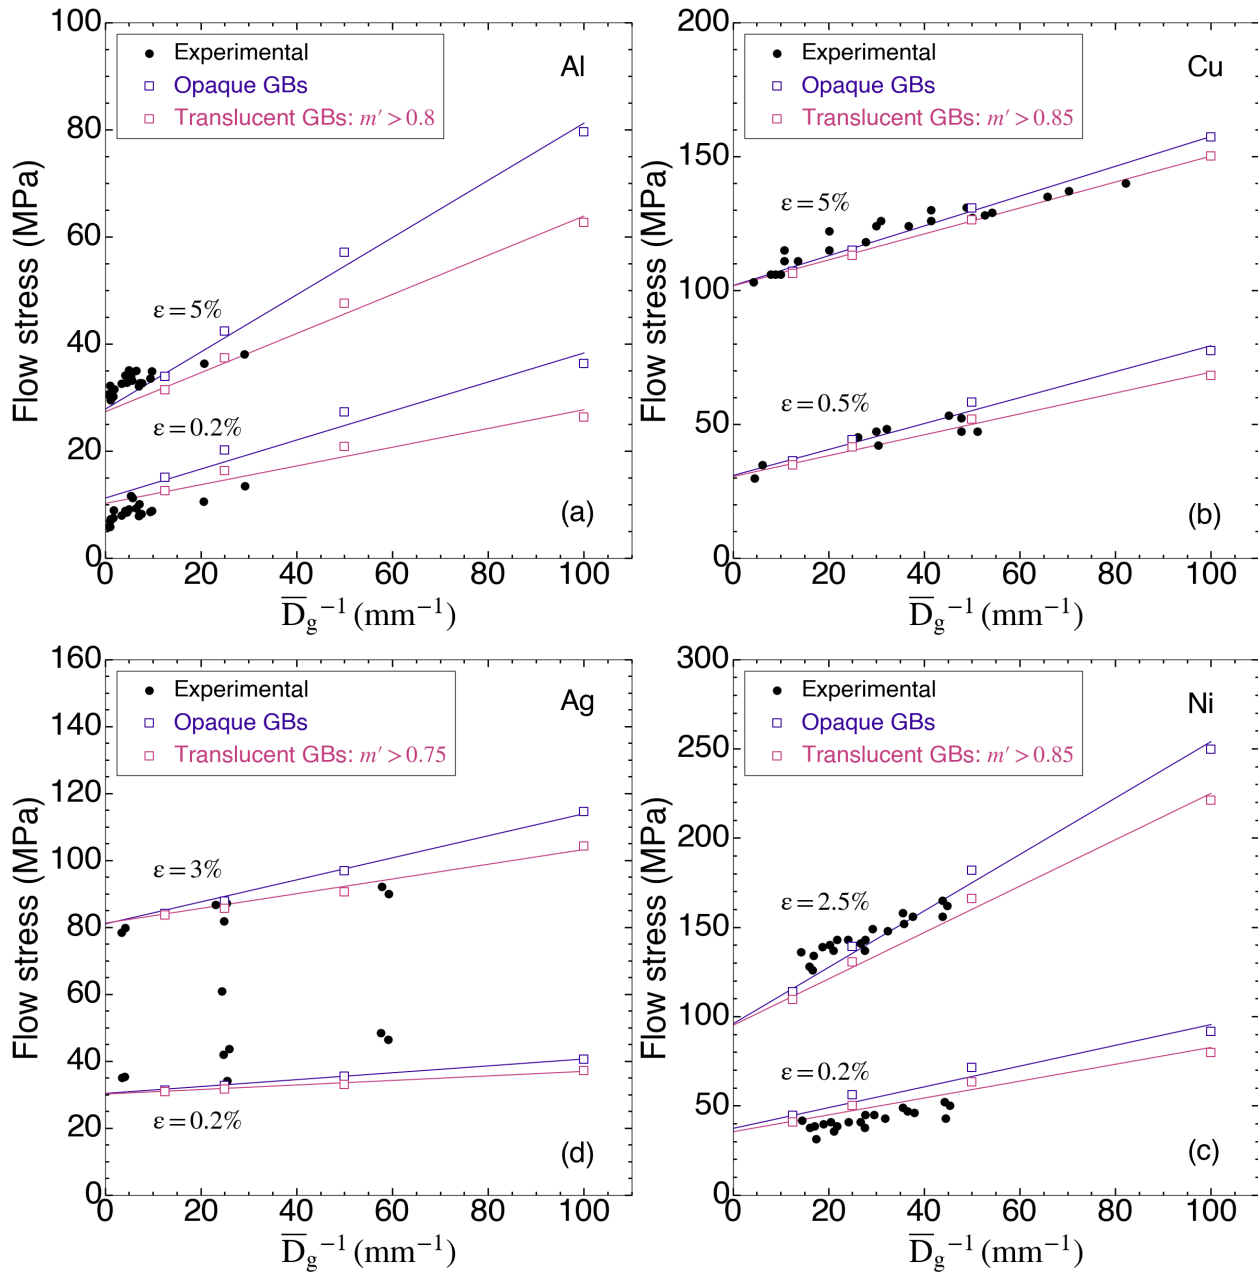 100
80
60
40
20
0
Flow stress (MPa)
Experimental
Opaque GBs
Translucent GBs: m′ > 0.8
Al
ε = 5%
ε = 0.2%
(a)
0 20 40 60 80 100
D̅g⁻¹ (mm⁻¹)
200
150
100
50
0
Flow stress (MPa)
Experimental
Opaque GBs
Translucent GBs: m′ > 0.85
Cu
ε = 5%
ε = 0.5%
(b)
0 20 40 60 80 100
D̅g⁻¹ (mm⁻¹)
160
140
120
100
80
60
40
20
0
Flow stress (MPa)
Experimental
Opaque GBs
Translucent GBs: m′ > 0.75
Ag
ε = 3%
ε = 0.2%
(d)
0 20 40 60 80 100
D̅g⁻¹ (mm⁻¹)
300
250
200
150
100
50
0
Flow stress (MPa)
Experimental
Opaque GBs
Translucent GBs: m′ > 0.85
Ni
ε = 2.5%
ε = 0.2%
(c)
0 20 40 60 80 100
D̅g⁻¹ (mm⁻¹)